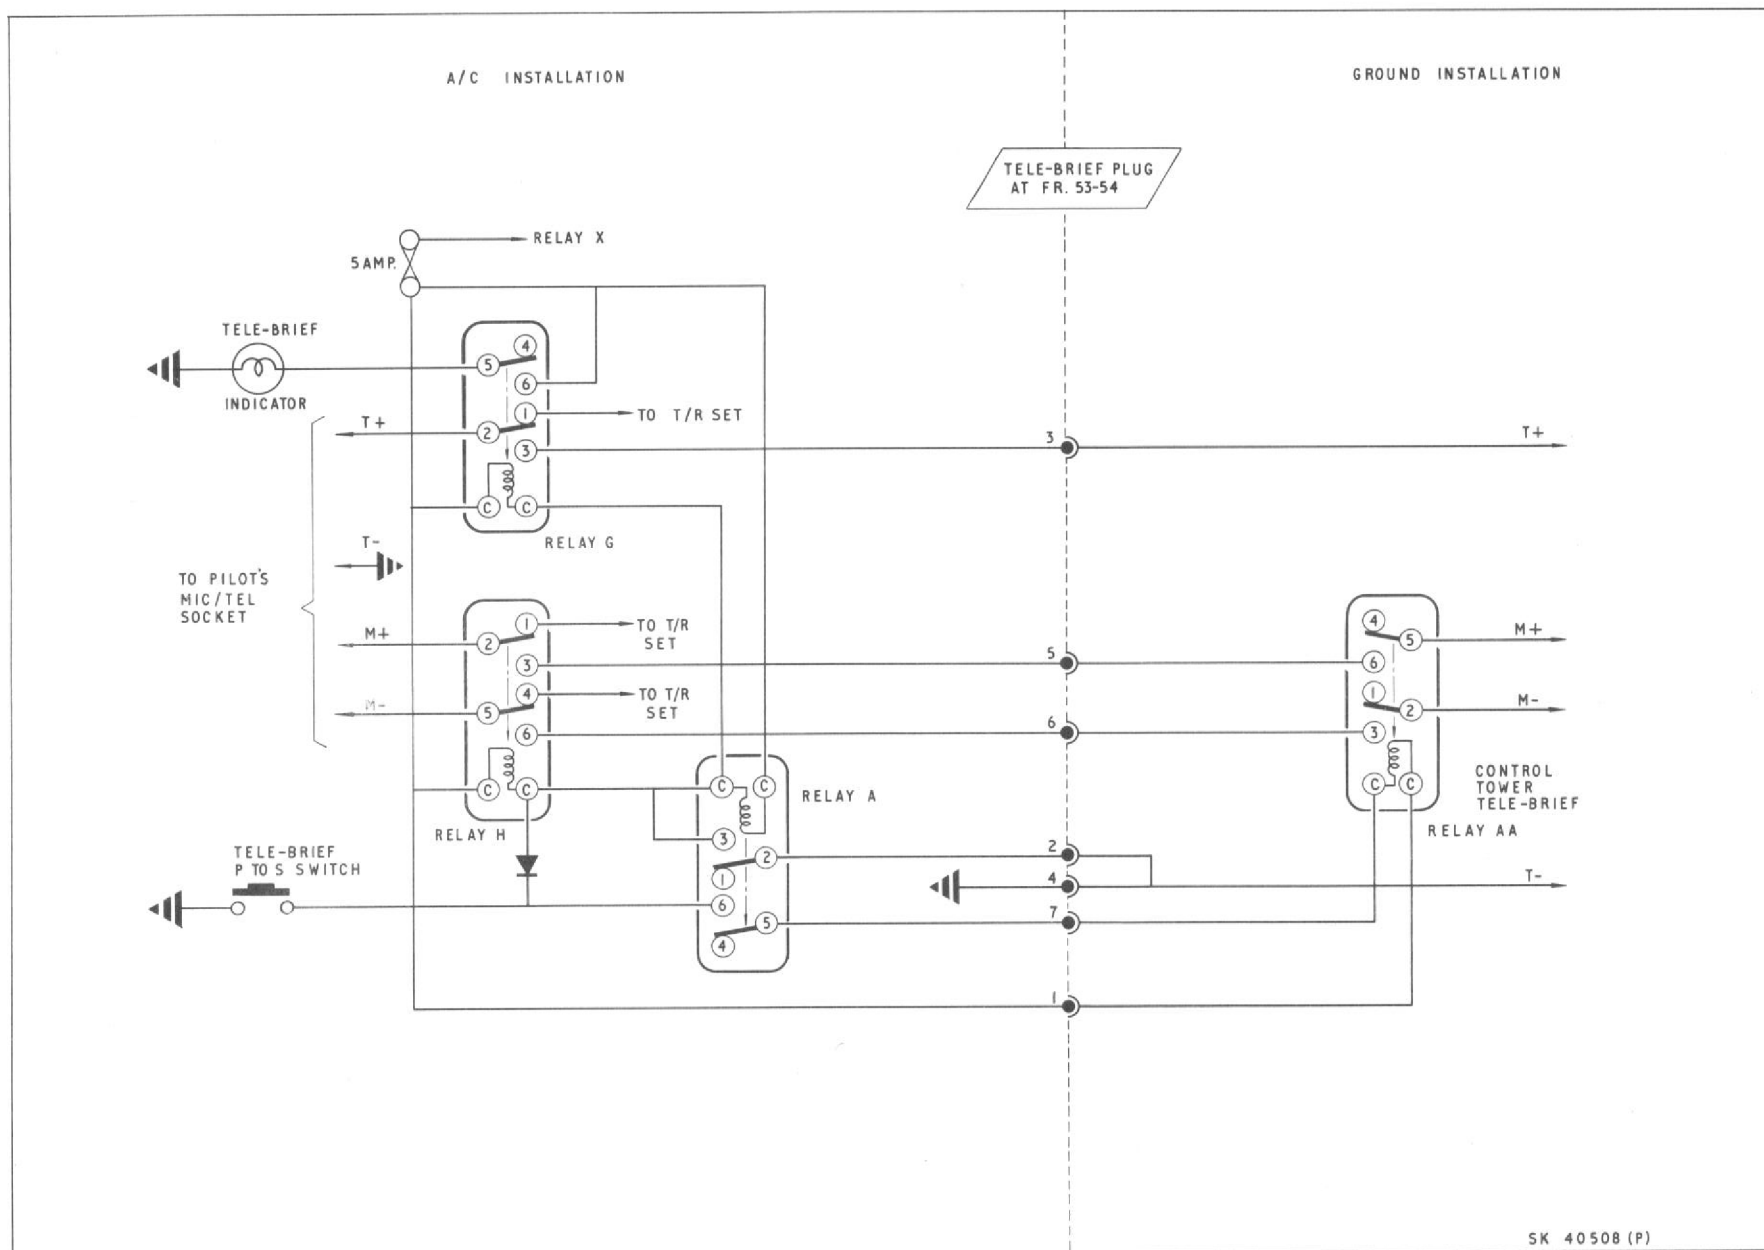 A/C INSTALLATION
GROUND INSTALLATION
TELE-BRIEF PLUG
AT FR. 53-54
RELAY X
5 AMP.
TELE-BRIEF
INDICATOR
4
5
6
1
TO T/R SET
T+
2
3
3
T+
C
C
RELAY G
T-
TO PILOT'S
MIC/TEL
SOCKET
1
TO T/R
SET
M+
2
3
5
4
TO T/R
SET
M-
5
6
6
C
C
RELAY H
4
5
M+
6
1
2
M-
3
C
C
CONTROL
TOWER
TELE-BRIEF
RELAY AA
C
C
RELAY A
3
2
2
1
4
T-
6
5
7
4
TELE-BRIEF
P TO S SWITCH
1
SK 40508 (P)